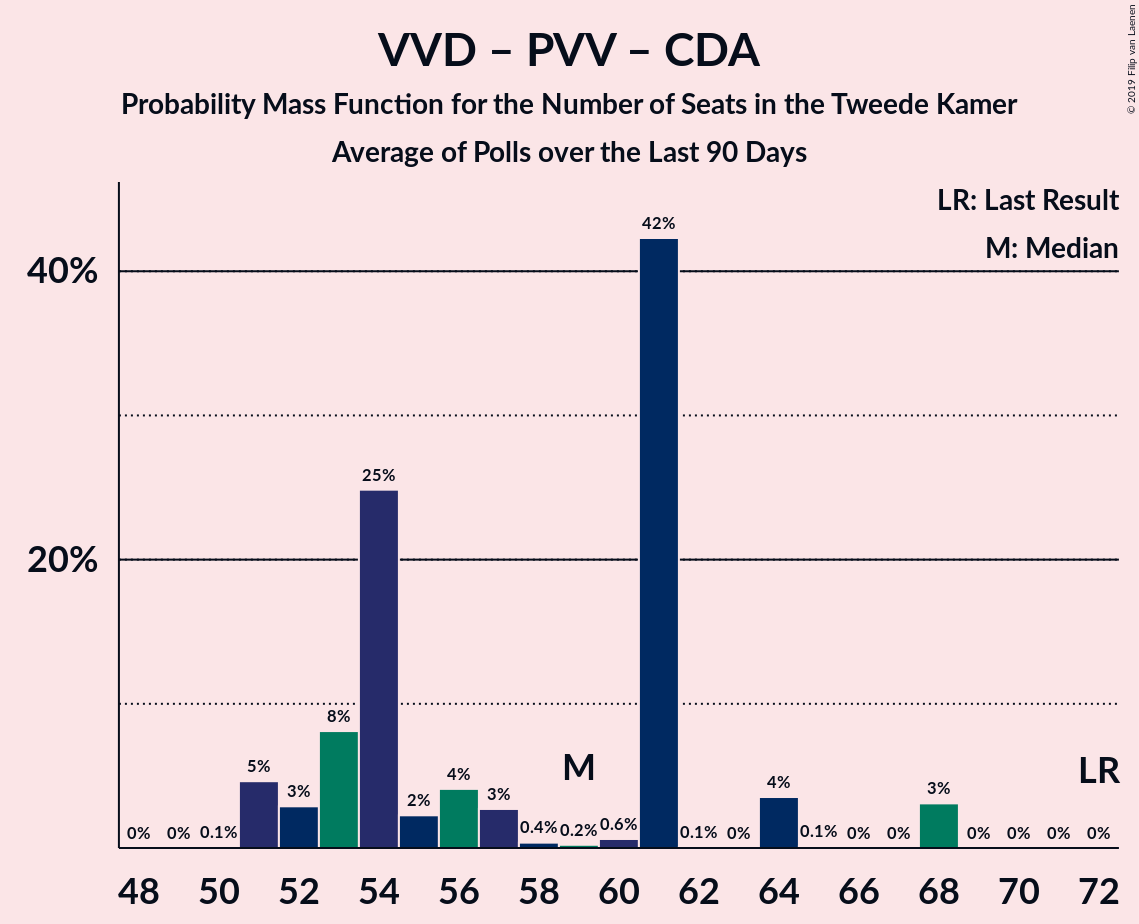 VVD – PVV – CDA
Probability Mass Function for the Number of Seats in the Tweede Kamer
Average of Polls over the Last 90 Days
© 2019 Filip van Laenen
LR: Last Result
M: Median
40%
20%
0% 0% 0.1% 5% 3% 8% 25% 2% 4% 3% 0.4% 0.2% 0.6% 42% 0.1% 0% 4% 0.1% 0% 0% 3% 0% 0% 0% 0%
M
LR
48 50 52 54 56 58 60 62 64 66 68 70 72